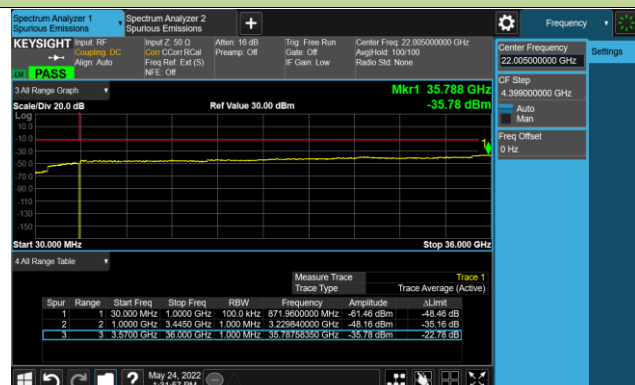 Spectrum Analyzer 1
Spurious Emissions
Spectrum Analyzer 2
Spurious Emissions
Frequency
KEYSIGHT
Input: RF
Coupling: DC
Align: Auto
Input Z: 50 Ω
Corr CCorr RCal
Freq Ref: Ext (S)
NFE: Off
Atten: 16 dB
Preamp: Off
Trig: Free Run
Gate: Off
IF Gain: Low
Center Freq: 22.005000000 GHz
Avg|Hold: 100/100
Radio Std: None
PASS
Center Frequency
22.005000000 GHz
Settings
CF Step
4.399000000 GHz
Auto
Man
Freq Offset
0 Hz
3 All Range Graph
Mkr1 35.788 GHz
Scale/Div 20.0 dB
Ref Value 30.00 dBm
-35.78 dBm
Log
10.0
-10.0
-30.0
-50.0
-70.0
-90.0
-110
-130
-150
1
Start 30.000 MHz
Stop 36.000 GHz
4 All Range Table
Measure Trace Trace 1
Trace Type Trace Average (Active)
Spur Range Start Freq Stop Freq RBW Frequency Amplitude ΔLimit
1 1 30.000 MHz 1.0000 GHz 100.0 kHz 871.9600000 MHz -61.46 dBm -48.46 dB
2 2 1.0000 GHz 3.4450 GHz 1.000 MHz 3.229840000 GHz -48.16 dBm -35.16 dB
3 3 3.5700 GHz 36.000 GHz 1.000 MHz 35.78758350 GHz -35.78 dBm -22.78 dB
May 24, 2022